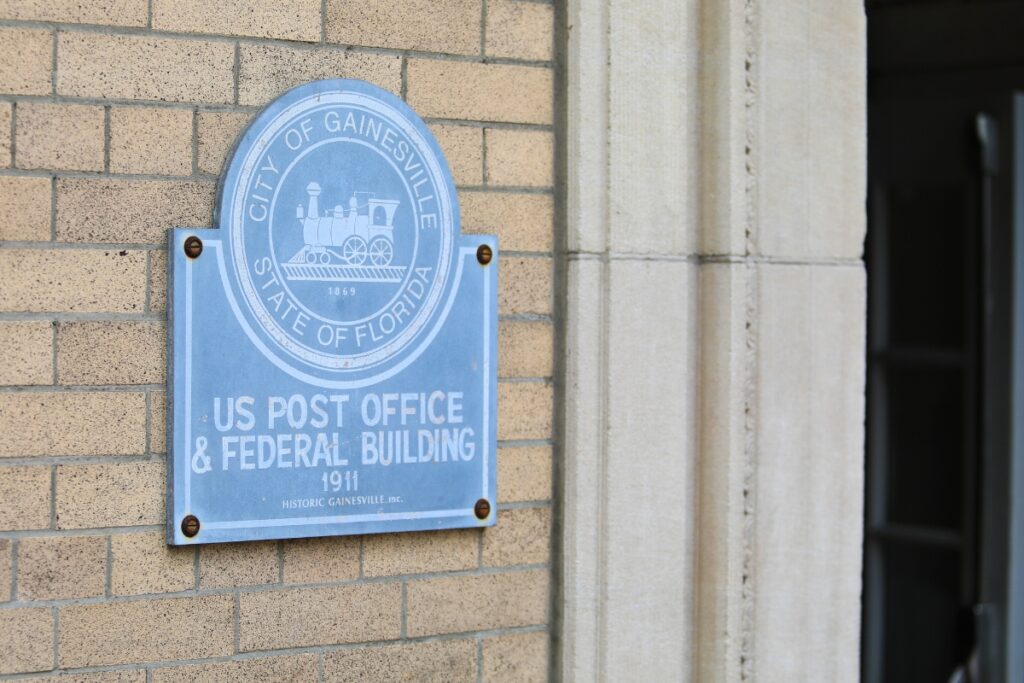 CITY OF GAINESVILLE
1869
STATE OF FLORIDA
US POST OFFICE
& FEDERAL BUILDING
1911
HISTORIC GAINESVILLE, INC.